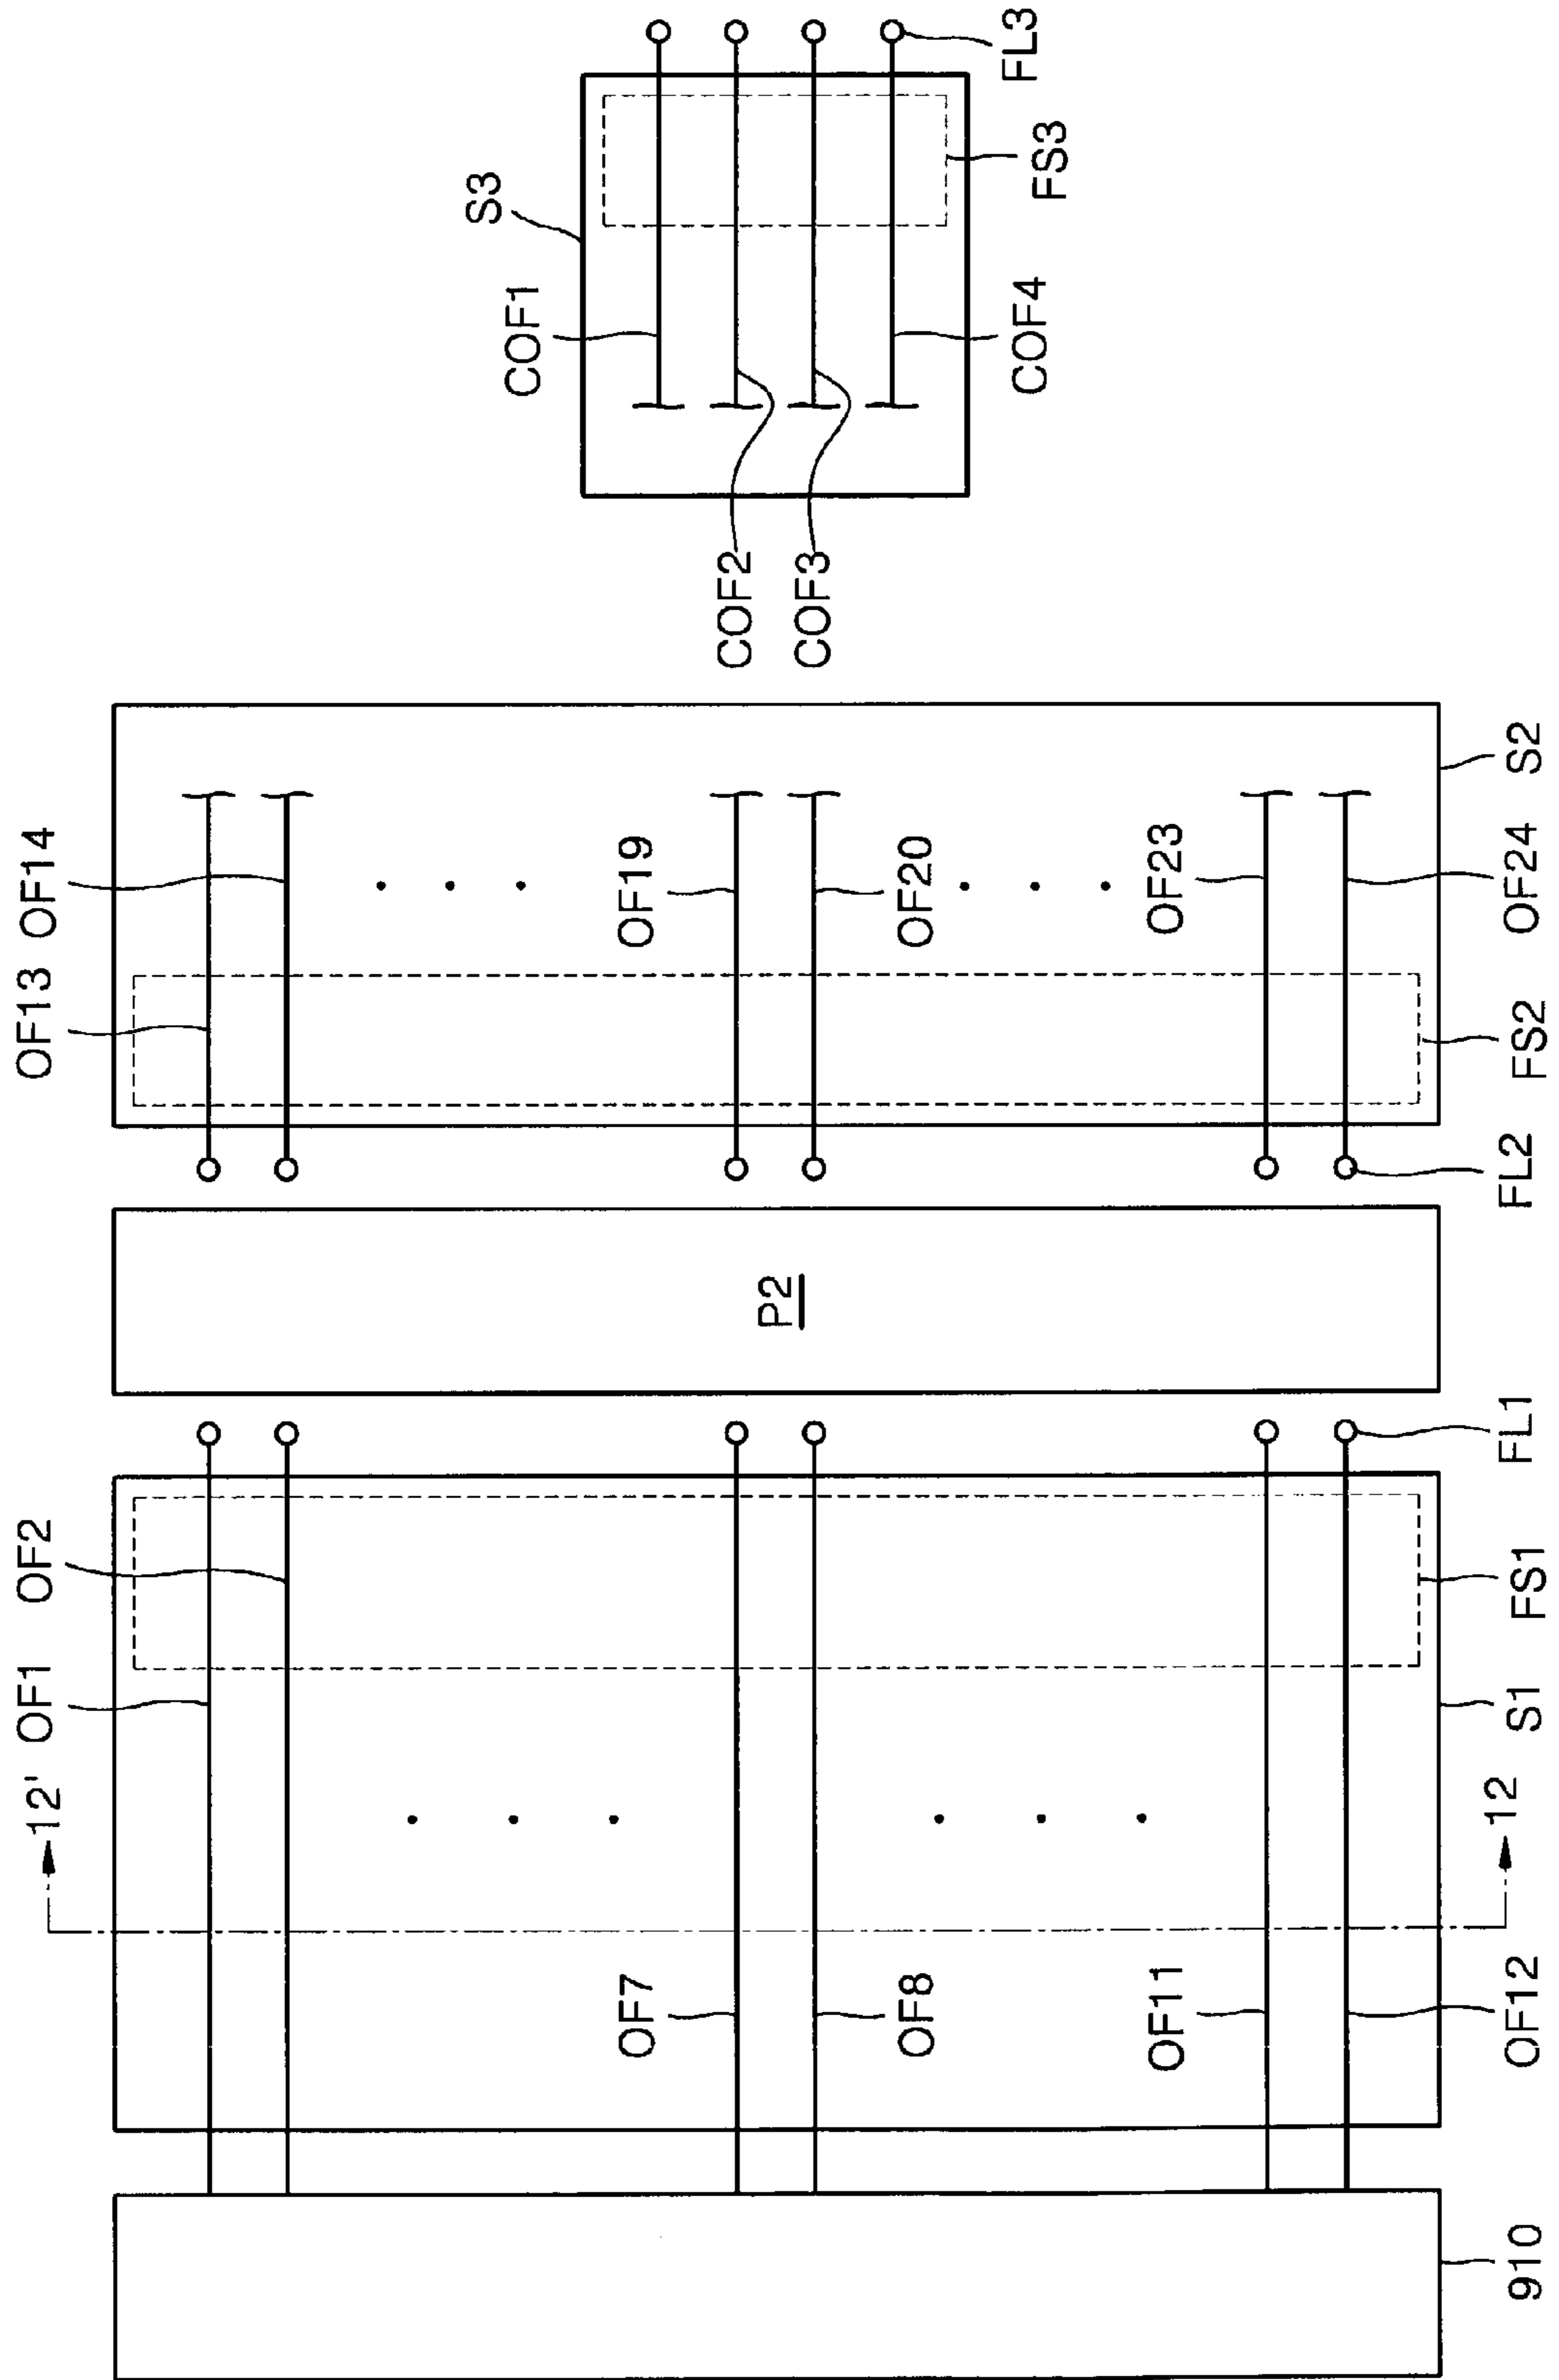 FL3
FS3
S3
COF1
COF4
COF2
COF3
S2
OF13 OF14
OF19
OF20
OF23
OF24
FS2
FL2
P2
FL1
OF1
OF2
FS1
S1
12'
12
OF7
OF8
OF11
OF12
910